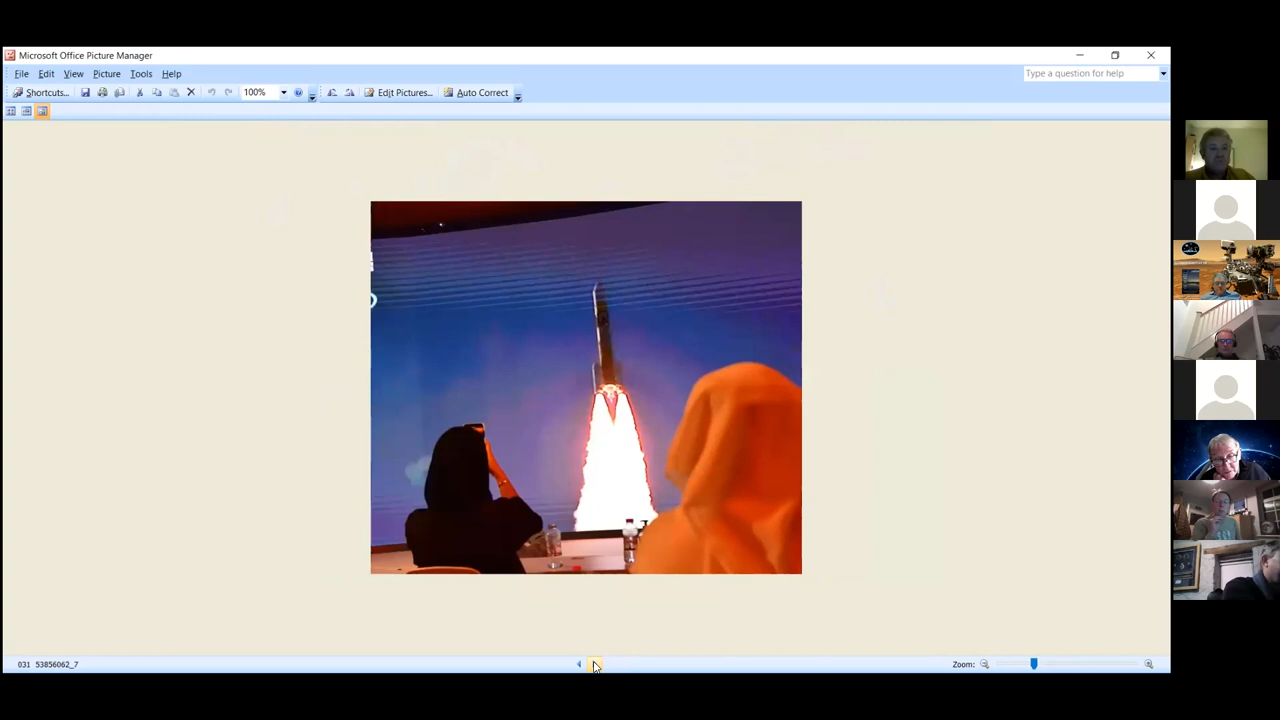 Microsoft Office Picture Manager
File Edit View Picture Tools Help
Type a question for help
Shortcuts... 100% Edit Pictures... Auto Correct
031 53856062_7
Zoom: